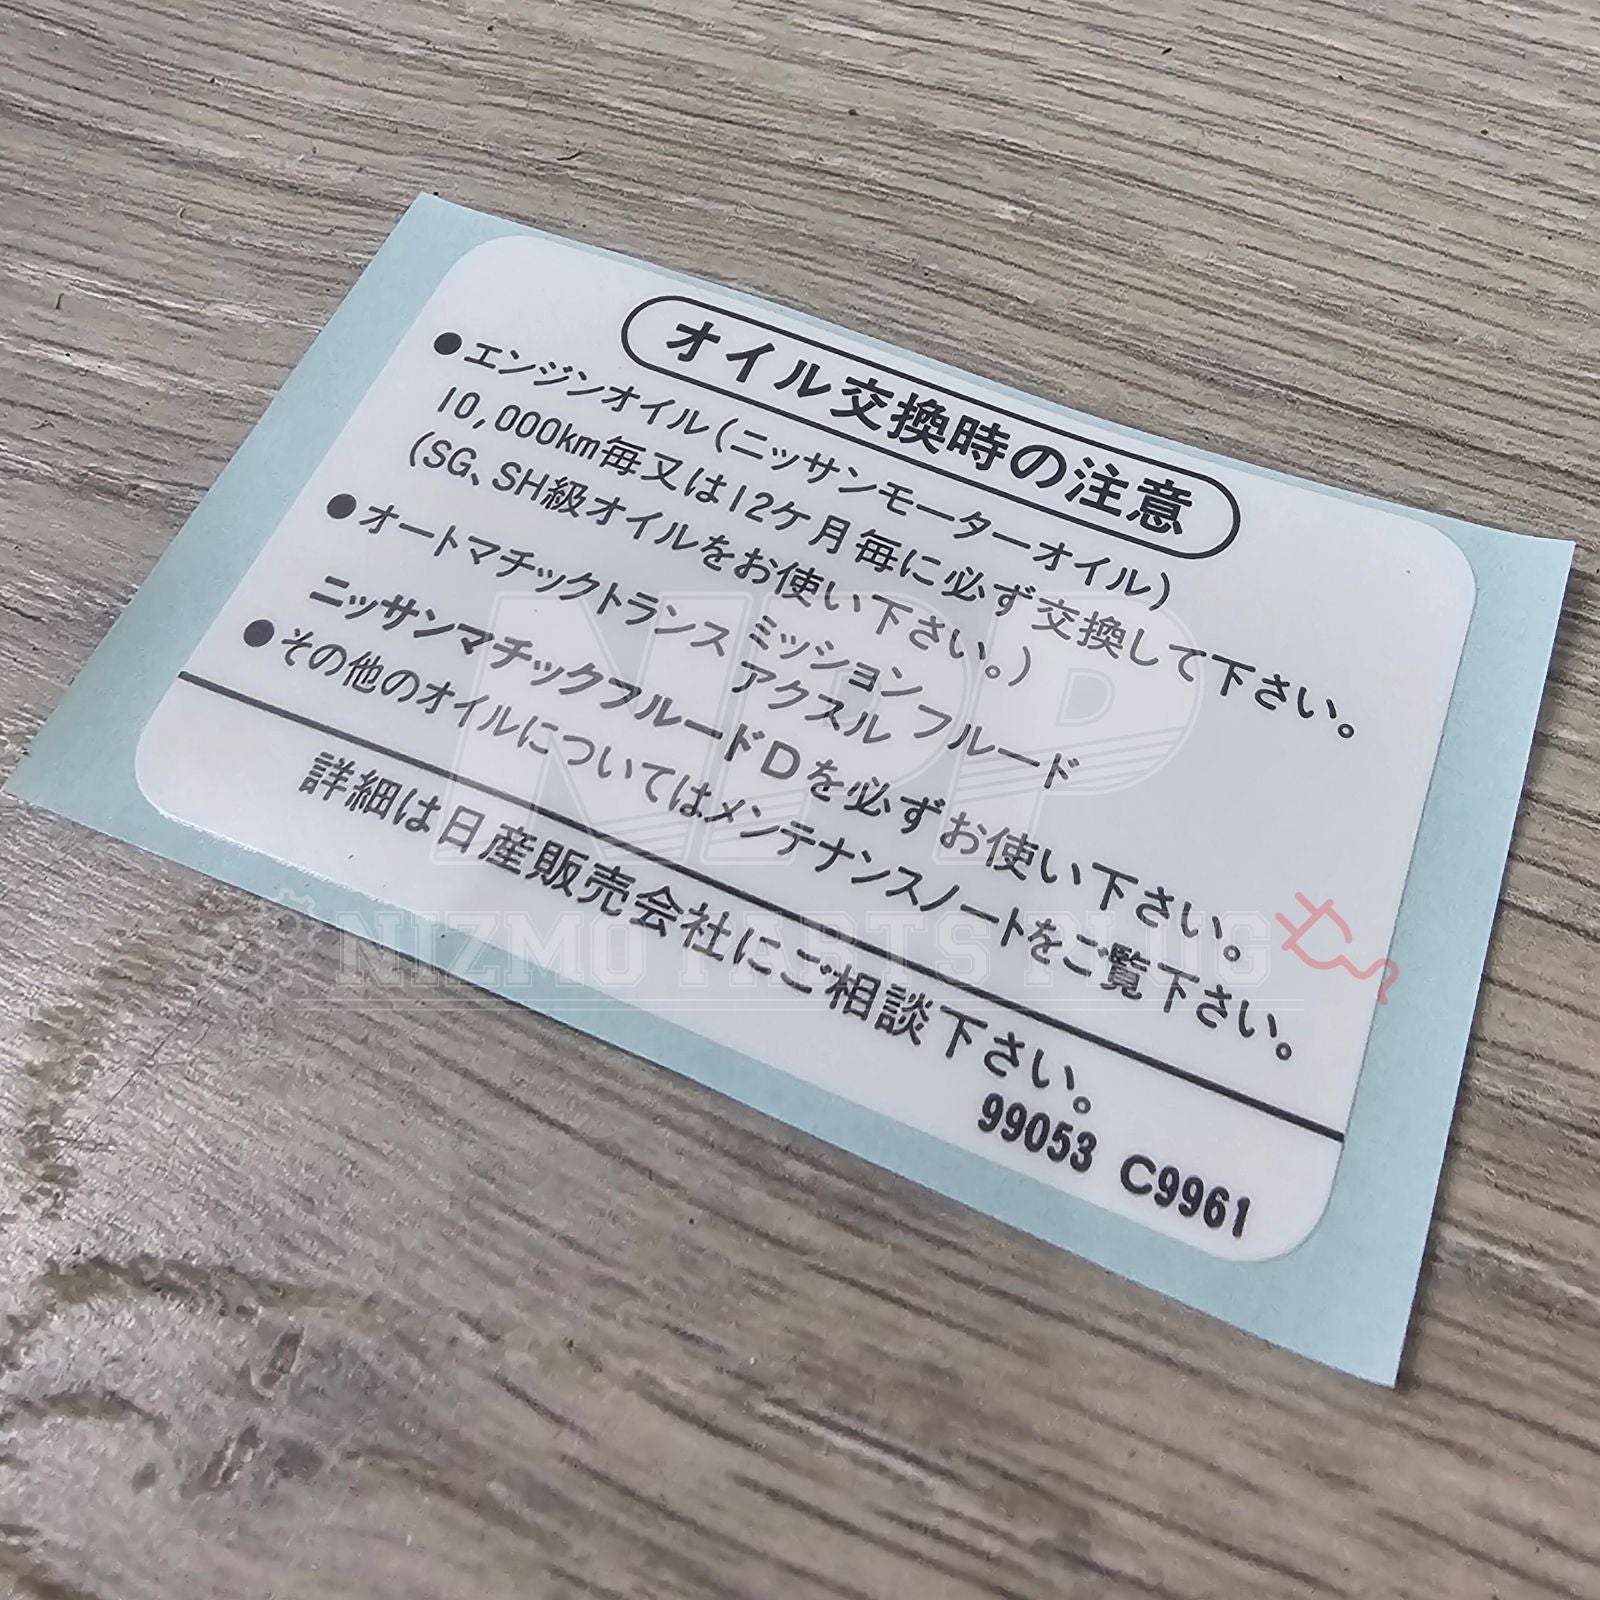 オイル交換時の注意
●エンジンオイル(ニッサンモーターオイル)
10,000km毎又は12ケ月毎に必ず交換して下さい。
(SG、SH級オイルをお使い下さい。)
●オートマチックトランス ミッション フルード
アクスル
ニッサンマチックフルードDを必ずお使い下さい。
●その他のオイルについてはメンテナンスノートをご覧下さい。
詳細は日産販売会社にご相談下さい。
99053 C9961
NPP
NIZMO PARTS PLUG